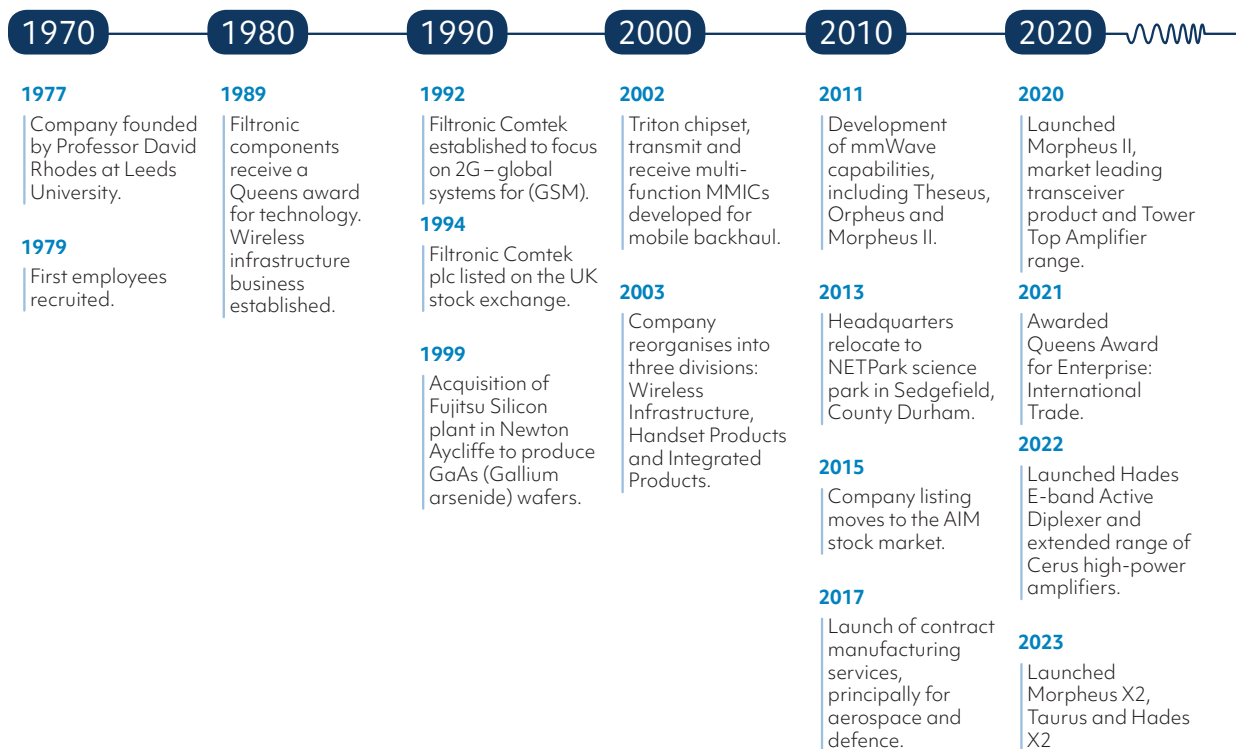 1970
1980
1990
2000
2010
2020
1977
Company founded
by Professor David
Rhodes at Leeds
University.
1979
First employees
recruited.
1989
Filtronic
components
receive a
Queens award
for technology.
Wireless
infrastructure
business
established.
1992
Filtronic Comtek
established to focus
on 2G – global
systems for (GSM).
1994
Filtronic Comtek
plc listed on the UK
stock exchange.
1999
Acquisition of
Fujitsu Silicon
plant in Newton
Aycliffe to produce
GaAs (Gallium
arsenide) wafers.
2002
Triton chipset,
transmit and
receive multi-
function MMICs
developed for
mobile backhaul.
2003
Company
reorganises into
three divisions:
Wireless
Infrastructure,
Handset Products
and Integrated
Products.
2011
Development
of mmWave
capabilities,
including Theseus,
Orpheus and
Morpheus II.
2013
Headquarters
relocate to
NETPark science
park in Sedgefield,
County Durham.
2015
Company listing
moves to the AIM
stock market.
2017
Launch of contract
manufacturing
services,
principally for
aerospace and
defence.
2020
Launched
Morpheus II,
market leading
transceiver
product and Tower
Top Amplifier
range.
2021
Awarded
Queens Award
for Enterprise:
International
Trade.
2022
Launched Hades
E-band Active
Diplexer and
extended range of
Cerus high-power
amplifiers.
2023
Launched
Morpheus X2,
Taurus and Hades
X2